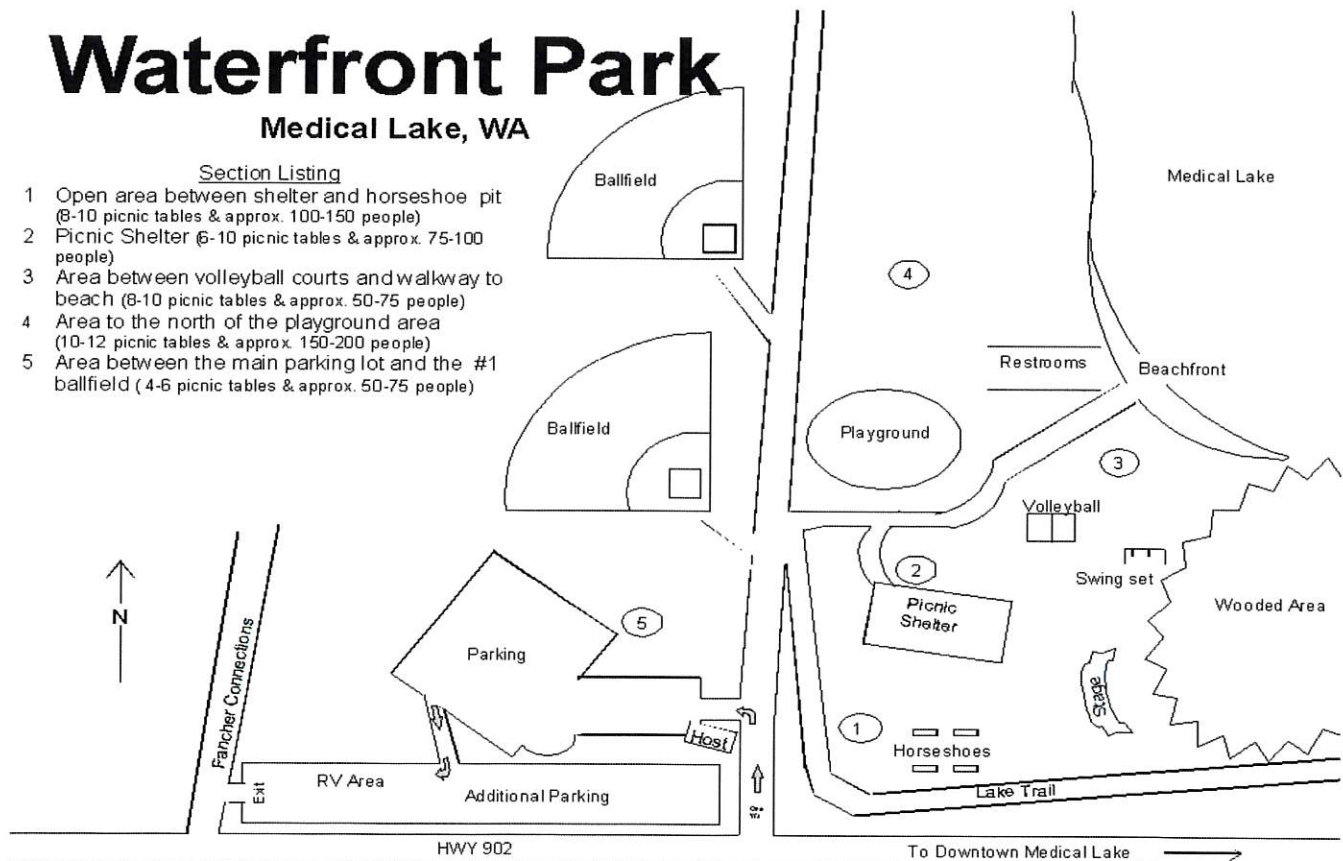 Waterfront Park
Medical Lake, WA
Section Listing
1 Open area between shelter and horseshoe pit
(8-10 picnic tables & approx. 100-150 people)
2 Picnic Shelter (6-10 picnic tables & approx. 75-100
people)
3 Area between volleyball courts and walkway to
beach (8-10 picnic tables & approx. 50-75 people)
4 Area to the north of the playground area
(10-12 picnic tables & approx. 150-200 people)
5 Area between the main parking lot and the #1
ballfield ( 4-6 picnic tables & approx. 50-75 people)
Ballfield
Medical Lake
4
Restrooms
Beachfront
Ballfield
Playground
3
Volleyball
N
2
Swing set
Picnic
Shelter
Wooded Area
5
Parking
Fancher Connections
Stage
1
Host
Horseshoes
RV Area
Exit
Additional Parking
Lake Trail
HWY 902
To Downtown Medical Lake